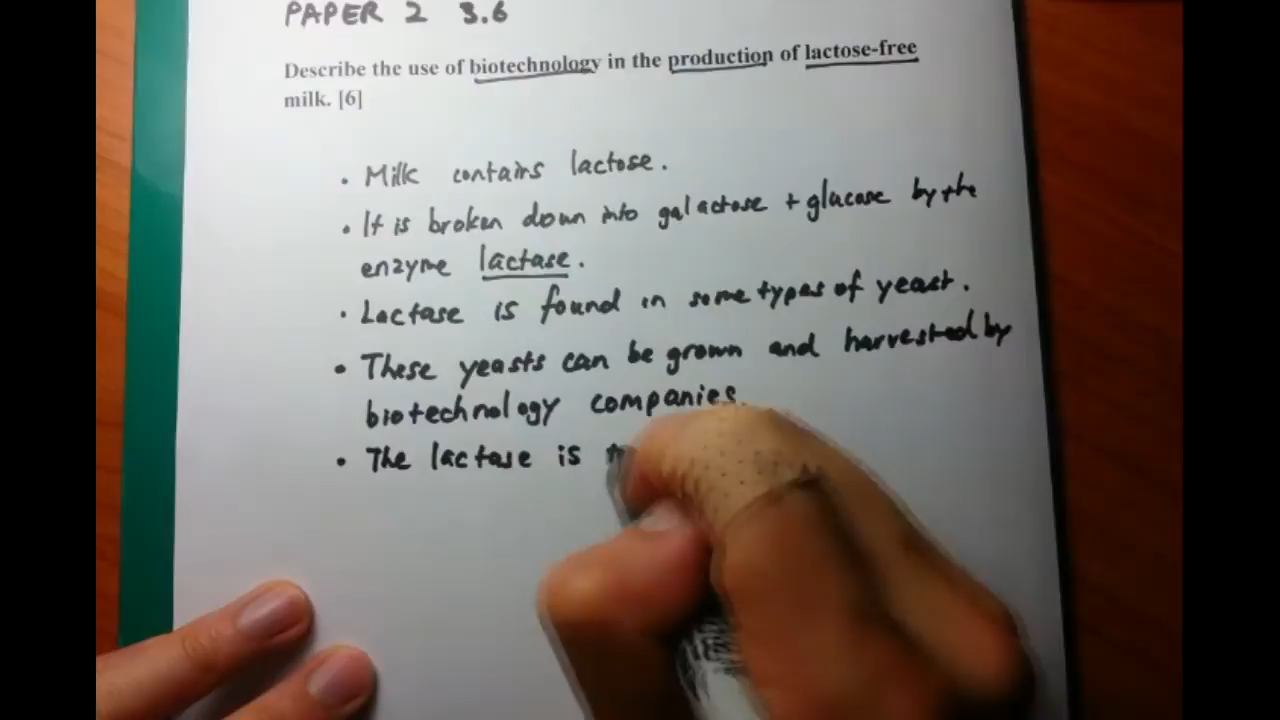 PAPER 2 3.6
Describe the use of biotechnology in the production of lactose-free
milk. [6]
• Milk contains lactose.
• It is broken down into galactose + glucose by the
enzyme lactase.
• Lactase is found in some types of yeast.
• These yeasts can be grown and harvested by
biotechnology companies.
• The lactase is